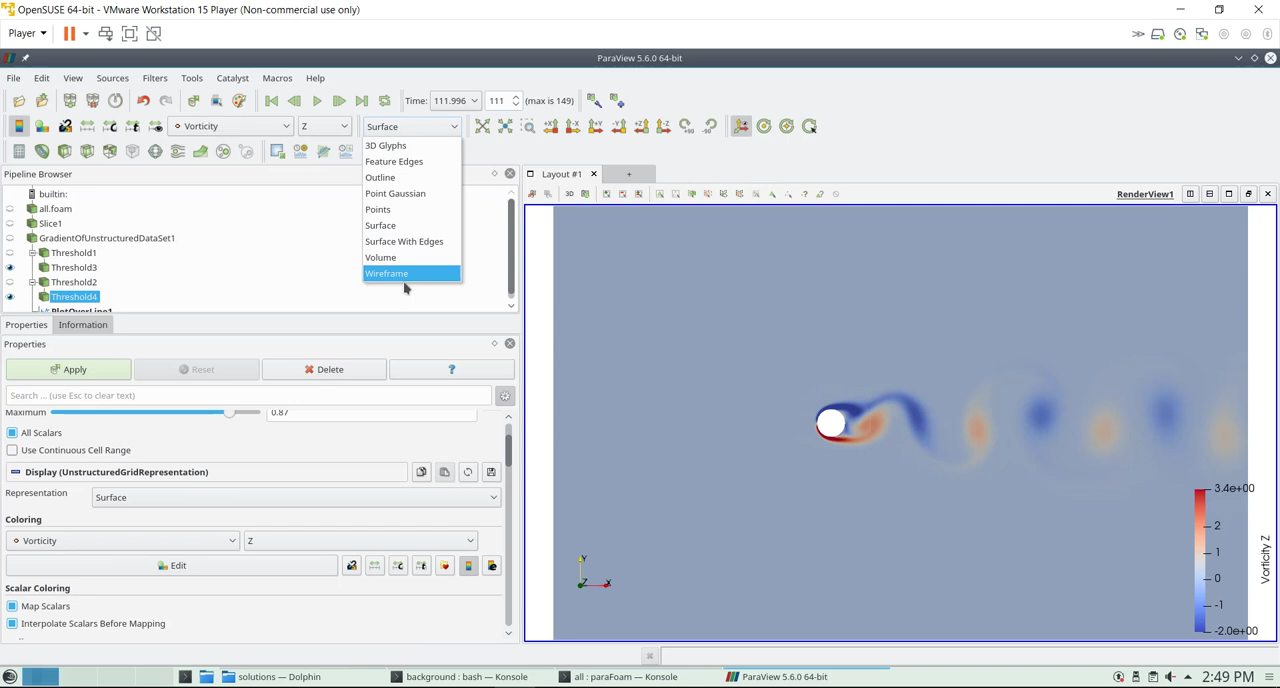 OpenSUSE 64-bit - VMware Workstation 15 Player (Non-commercial use only)
Player
ParaView 5.6.0 64-bit
File Edit View Sources Filters Tools Catalyst Macros Help
Time: 111.996 111 (max is 149)
Vorticity Z Surface
3D Glyphs
Feature Edges
Outline
Point Gaussian
Points
Surface
Surface With Edges
Volume
Wireframe
Pipeline Browser
builtin:
all.foam
Slice1
GradientOfUnstructuredDataSet1
Threshold1
Threshold3
Threshold2
Threshold4
PlotOverLine1
Layout #1 +
3D RenderView1
Properties Information
Properties
Apply Reset Delete ?
Search ... (use Esc to clear text)
Maximum 0.87
All Scalars
Use Continuous Cell Range
Display (UnstructuredGridRepresentation)
Representation Surface
Coloring
Vorticity Z
Edit
Scalar Coloring
Map Scalars
Interpolate Scalars Before Mapping
3.4e+00
2
1
0
-1
-2.0e+00
Vorticity Z
Y
Z X
solutions — Dolphin background : bash — Konsole all : paraFoam — Konsole ParaView 5.6.0 64-bit 2:49 PM